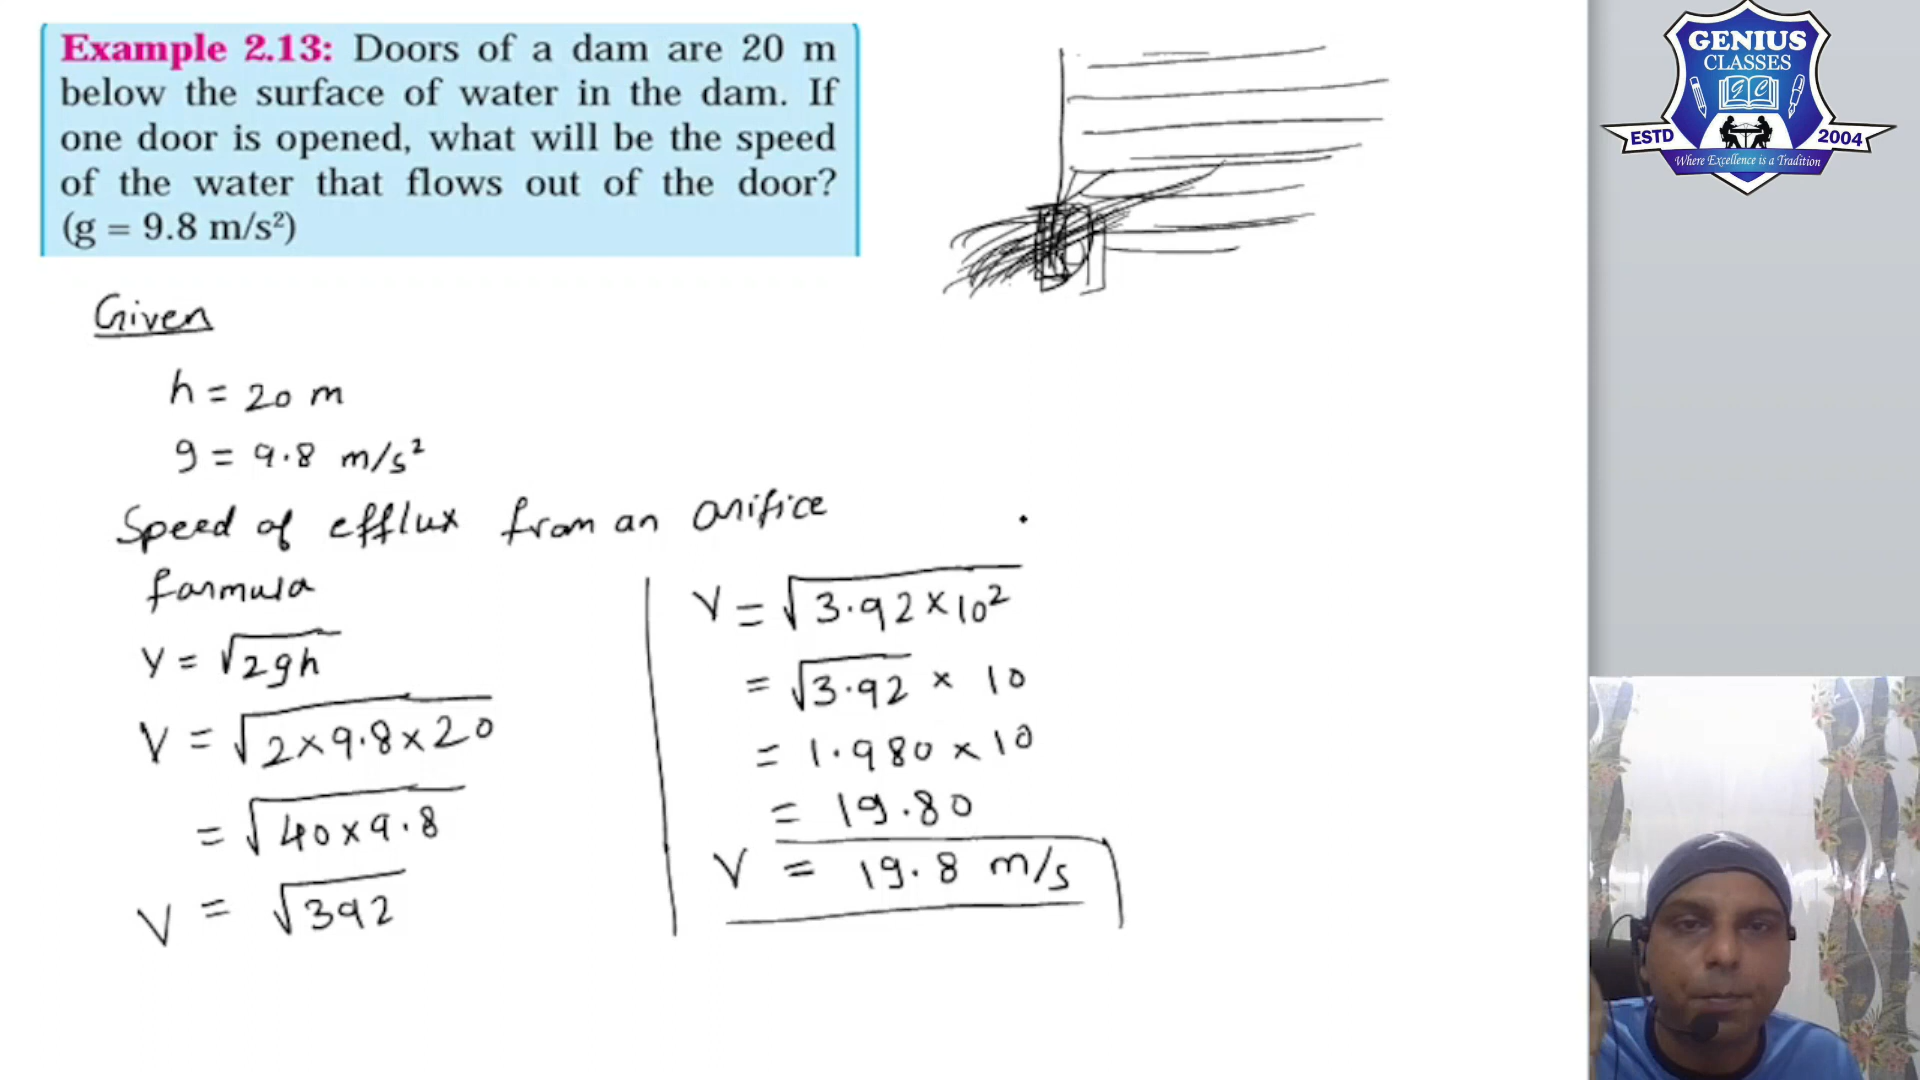 Example 2.13: Doors of a dam are 20 m
below the surface of water in the dam. If
one door is opened, what will be the speed
of the water that flows out of the door?
(g = 9.8 m/s²)
Given
h = 20 m
g = 9.8 m/s²
Speed of efflux from an orifice
formula
V = √2gh
V = √2×9.8×20
= √40×9.8
V = √392
V = √3.92×10²
= √3.92 × 10
= 1.980 × 10
= 19.80
V = 19.8 m/s
GENIUS
CLASSES
G C
ESTD 2004
Where Excellence is a Tradition